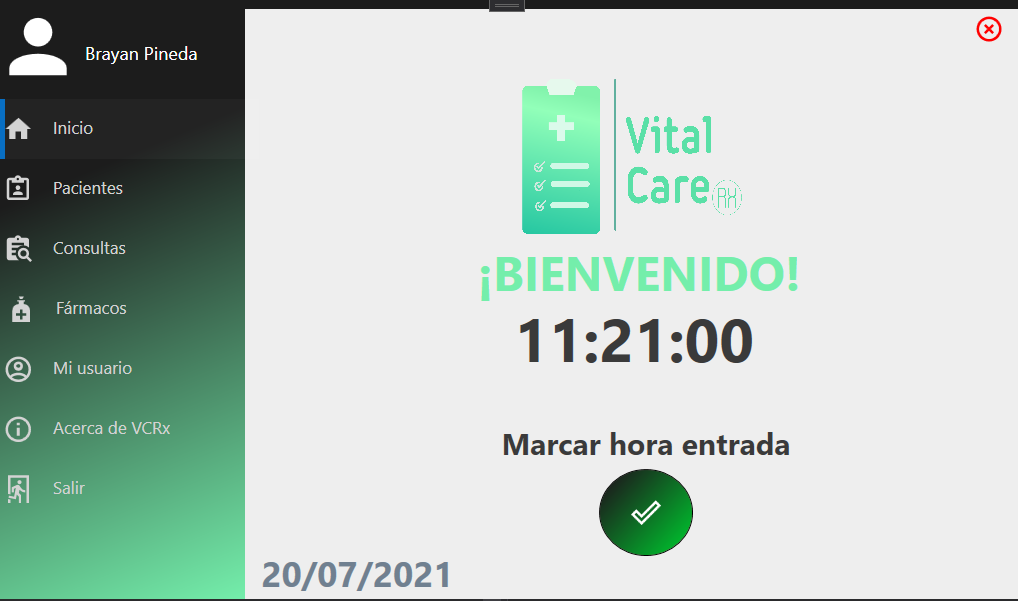 Brayan Pineda
Inicio
Pacientes
Consultas
Fármacos
Mi usuario
Acerca de VCRx
Salir
Vital
Care RX
¡BIENVENIDO!
11:21:00
Marcar hora entrada
20/07/2021